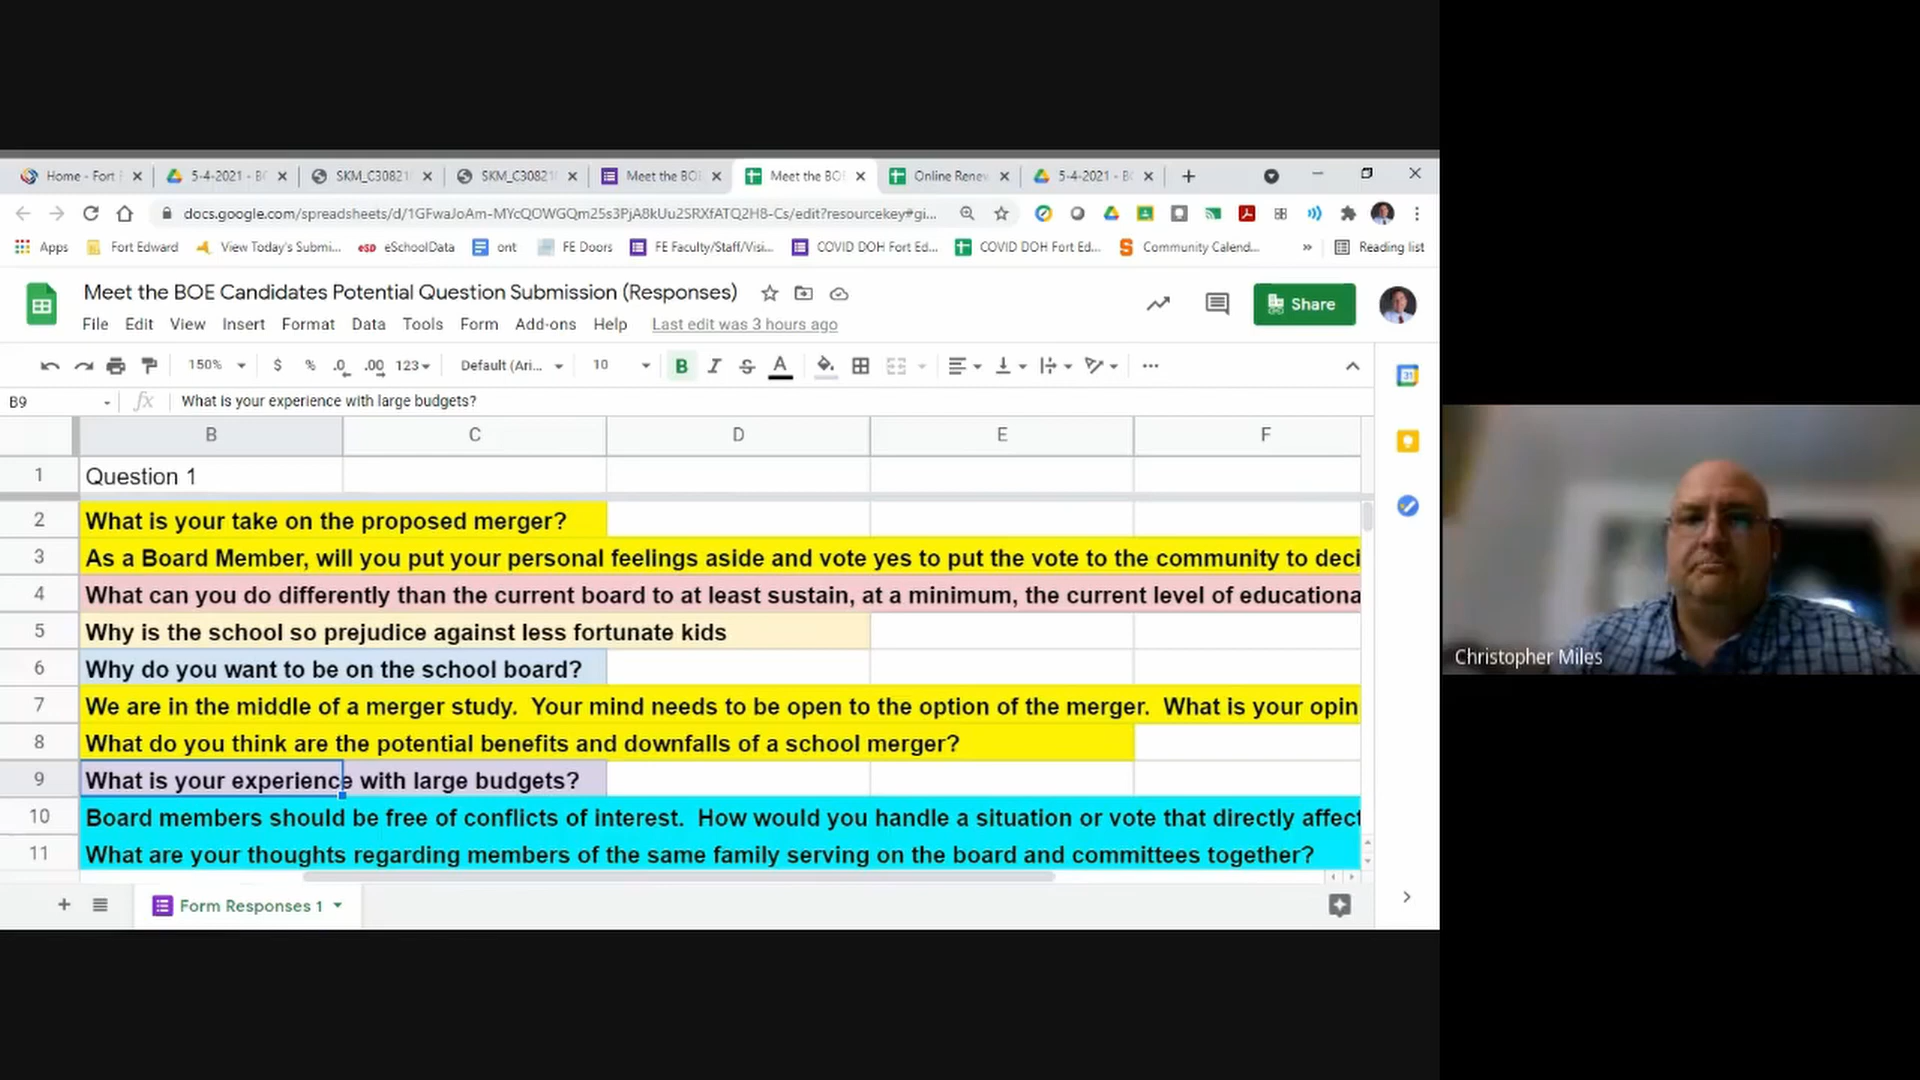 Home - Fort
5-4-2021 - BC
SKM_C30821
SKM_C30821
Meet the BOE
Meet the BOE
Online Rene
5-4-2021 - BC
docs.google.com/spreadsheets/d/1GFwaJoAm-MYcQOWGQm25s3PjA8kUu2SRXfATQ2H8-Cs/edit?resourcekey#gi...
Apps
Fort Edward
View Today's Submi...
esD eSchoolData
ont
FE Doors
FE Faculty/Staff/Visi...
COVID DOH Fort Ed...
COVID DOH Fort Ed...
Community Calend...
»
Reading list
Meet the BOE Candidates Potential Question Submission (Responses)
Share
File Edit View Insert Format Data Tools Form Add-ons Help Last edit was 3 hours ago
150% $ % .0 .00 123 Default (Ari... 10 B I S A ...
B9 fx What is your experience with large budgets?
B C D E F
1 Question 1
2 What is your take on the proposed merger?
3 As a Board Member, will you put your personal feelings aside and vote yes to put the vote to the community to deci
4 What can you do differently than the current board to at least sustain, at a minimum, the current level of educationa
5 Why is the school so prejudice against less fortunate kids
6 Why do you want to be on the school board?
7 We are in the middle of a merger study. Your mind needs to be open to the option of the merger. What is your opin
8 What do you think are the potential benefits and downfalls of a school merger?
9 What is your experience with large budgets?
10 Board members should be free of conflicts of interest. How would you handle a situation or vote that directly affect
11 What are your thoughts regarding members of the same family serving on the board and committees together?
Form Responses 1
31
Christopher Miles